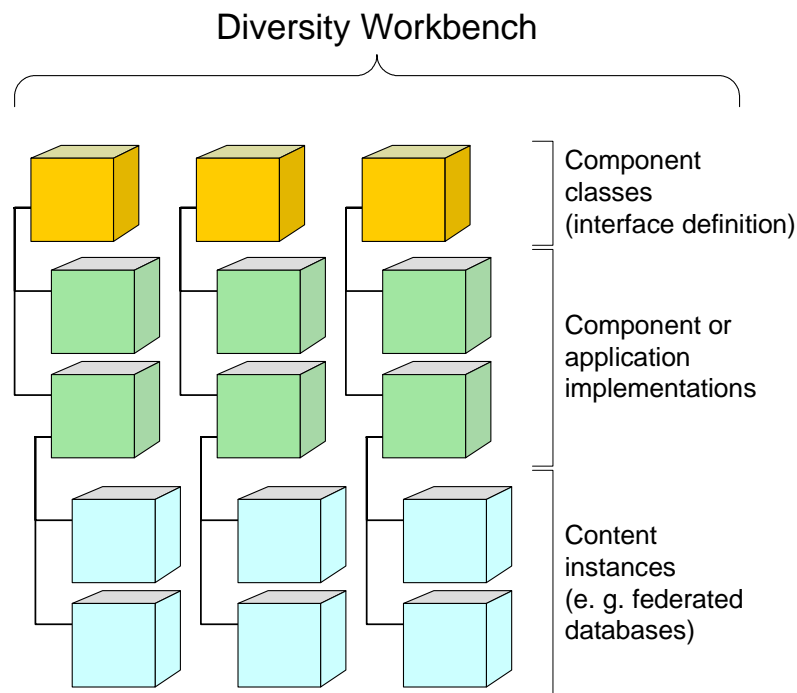 Diversity Workbench
Component
classes
(interface definition)
Component or
application
implementations
Content
instances
(e. g. federated
databases)